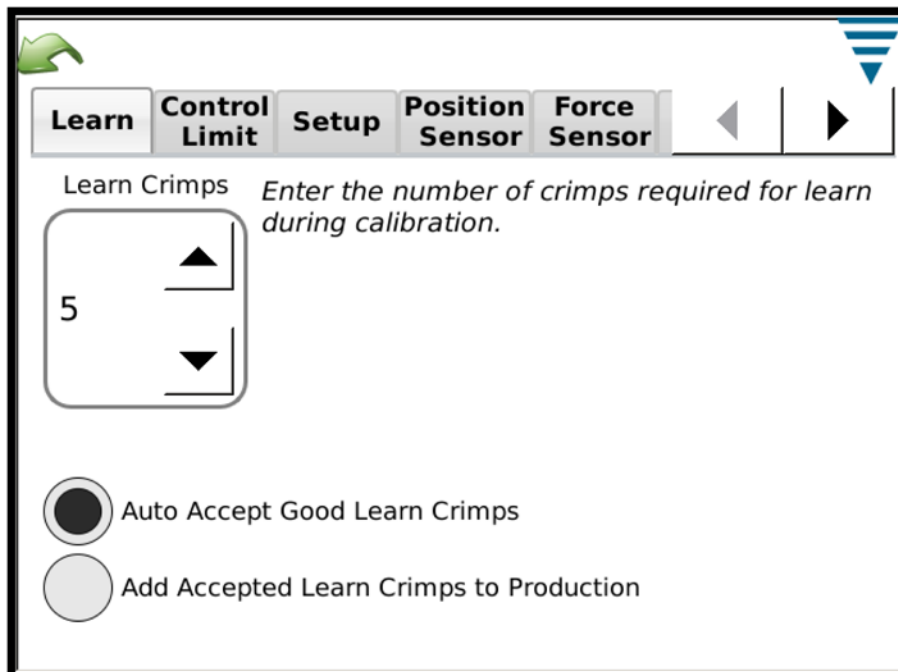 Learn
Control
Limit
Setup
Position
Sensor
Force
Sensor
Learn Crimps
Enter the number of crimps required for learn
during calibration.
5
Auto Accept Good Learn Crimps
Add Accepted Learn Crimps to Production